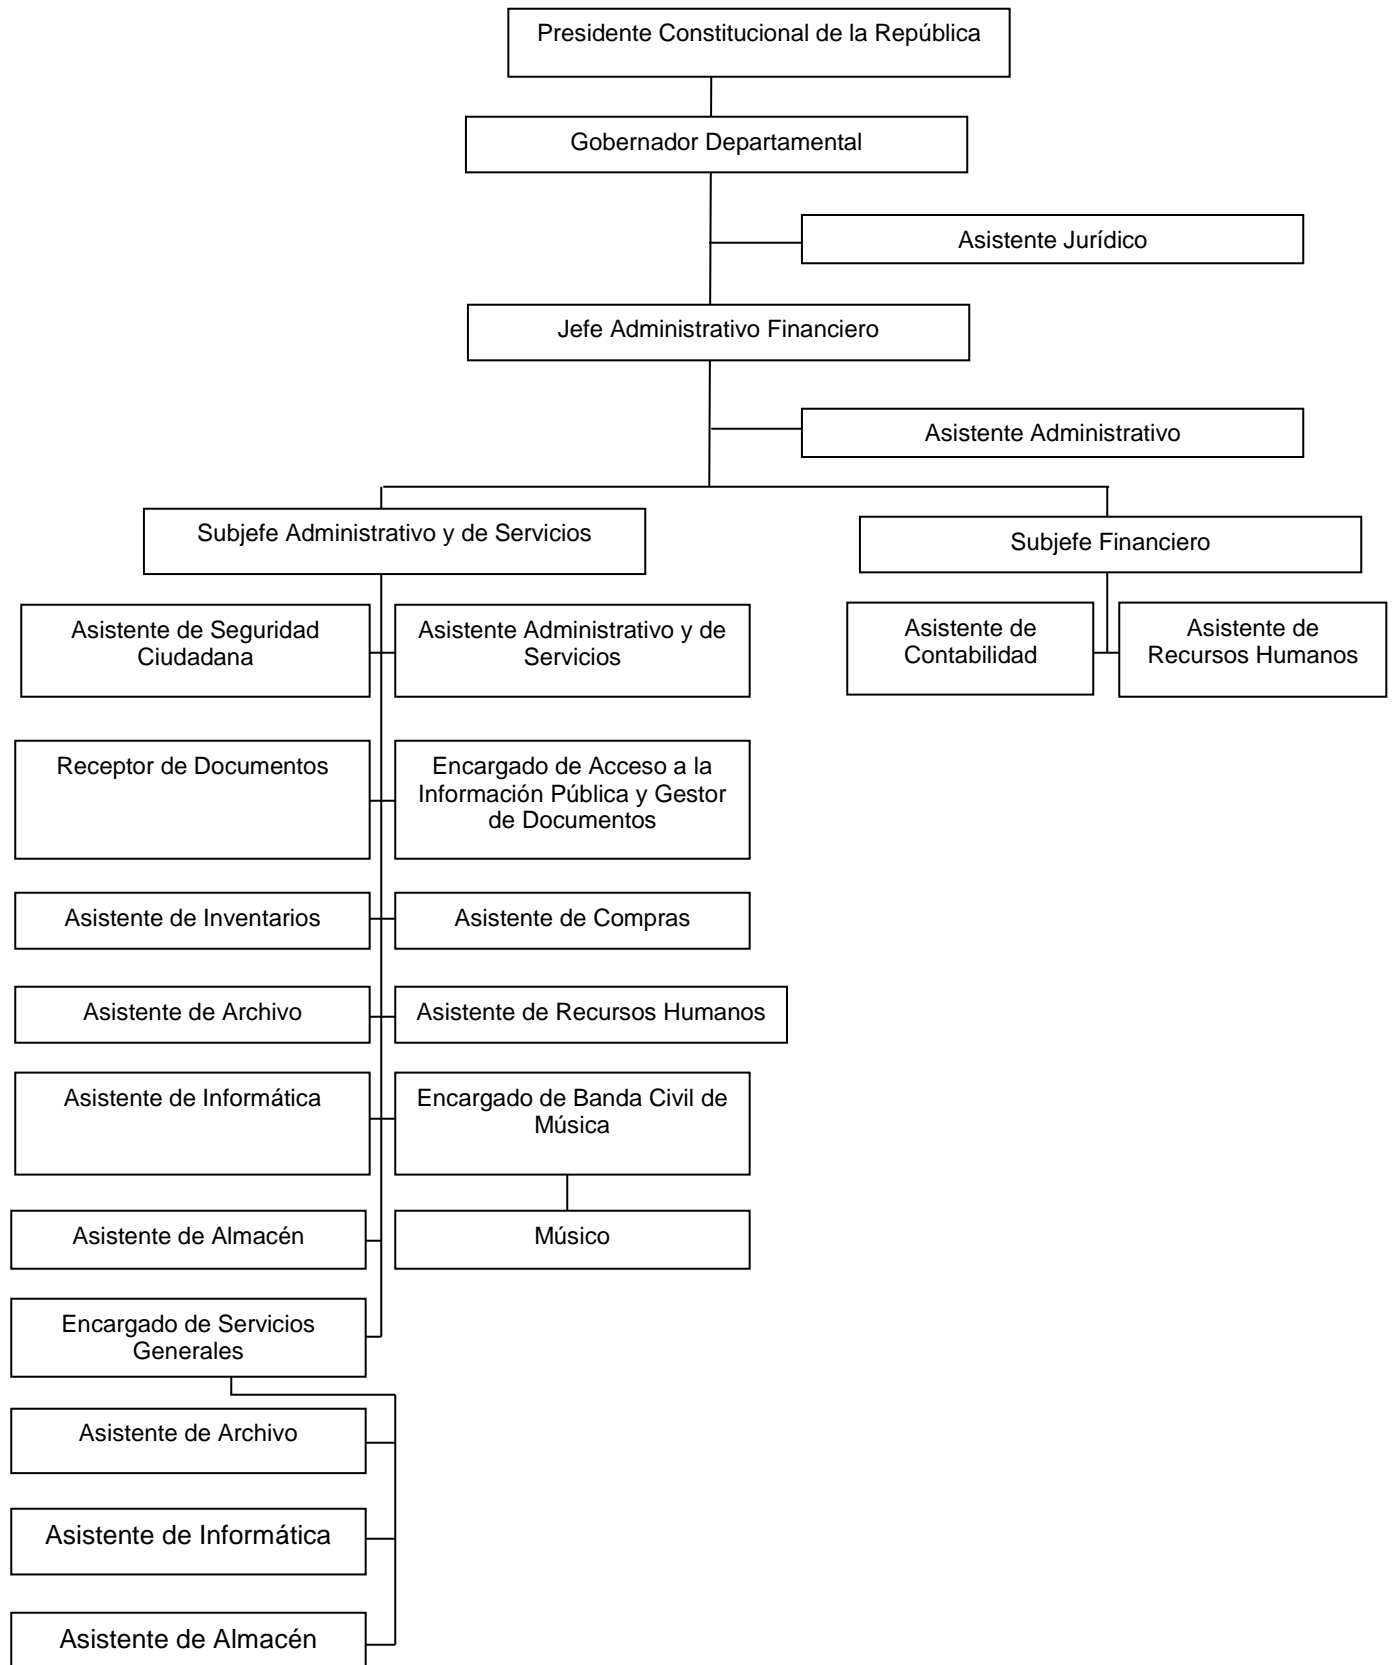 Presidente Constitucional de la República
Gobernador Departamental
Asistente Jurídico
Jefe Administrativo Financiero
Asistente Administrativo
Subjefe Administrativo y de Servicios
Subjefe Financiero
Asistente de Seguridad
Ciudadana
Asistente Administrativo y de
Servicios
Asistente de
Contabilidad
Asistente de
Recursos Humanos
Receptor de Documentos
Encargado de Acceso a la
Información Pública y Gestor
de Documentos
Asistente de Inventarios
Asistente de Compras
Asistente de Archivo
Asistente de Recursos Humanos
Asistente de Informática
Encargado de Banda Civil de
Música
Asistente de Almacén
Músico
Encargado de Servicios
Generales
Asistente de Archivo
Asistente de Informática
Asistente de Almacén